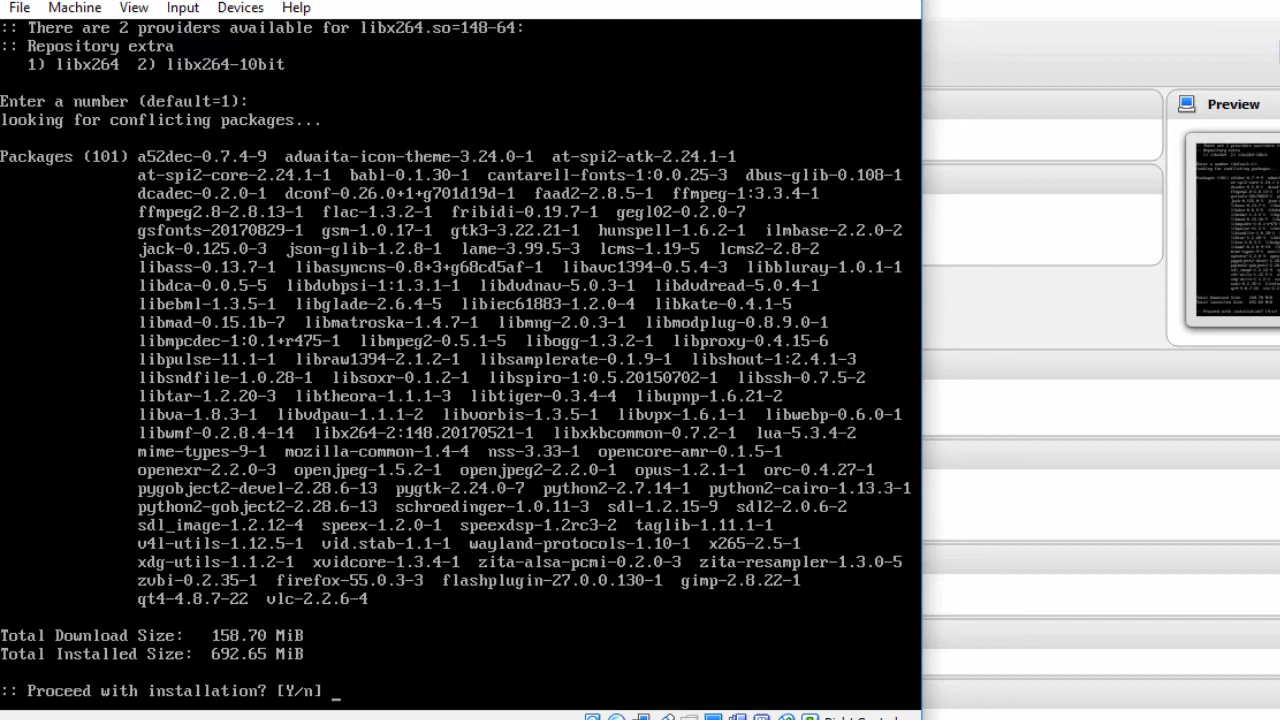 File Machine View Input Devices Help
:: There are 2 providers available for libx264.so=148-64:
:: Repository extra
1) libx264 2) libx264-10bit
Enter a number (default=1):
looking for conflicting packages...
Packages (101) a52dec-0.7.4-9 adwaita-icon-theme-3.24.0-1 at-spi2-atk-2.24.1-1
at-spi2-core-2.24.1-1 babl-0.1.30-1 cantarell-fonts-1:0.0.25-3 dbus-glib-0.108-1
dcadec-0.2.0-1 dconf-0.26.0+1+g701d19d-1 faad2-2.8.5-1 ffmpeg-1:3.3.4-1
ffmpeg2.8-2.8.13-1 flac-1.3.2-1 fribidi-0.19.7-1 gegl02-0.2.0-7
gsfonts-20170829-1 gsm-1.0.17-1 gtk3-3.22.21-1 hunspell-1.6.2-1 ilmbase-2.2.0-2
jack-0.125.0-3 json-glib-1.2.8-1 lame-3.99.5-3 lcms-1.19-5 lcms2-2.8-2
libass-0.13.7-1 libasyncns-0.8+3+g68cd5af-1 libavc1394-0.5.4-3 libbluray-1.0.1-1
libdca-0.0.5-5 libdvbpsi-1:1.3.1-1 libdvdnav-5.0.3-1 libdvdread-5.0.4-1
libebml-1.3.5-1 libglade-2.6.4-5 libiec61883-1.2.0-4 libkate-0.4.1-5
libmad-0.15.1b-7 libmatroska-1.4.7-1 libmng-2.0.3-1 libmodplug-0.8.9.0-1
libmpcdec-1:0.1+r475-1 libmpeg2-0.5.1-5 libogg-1.3.2-1 libproxy-0.4.15-6
libpulse-11.1-1 libraw1394-2.1.2-1 libsamplerate-0.1.9-1 libshout-1:2.4.1-3
libsndfile-1.0.28-1 libsoxr-0.1.2-1 libspiro-1:0.5.20150702-1 libssh-0.7.5-2
libtar-1.2.20-3 libtheora-1.1.1-3 libtiger-0.3.4-4 libupnp-1.6.21-2
libva-1.8.3-1 libvdpau-1.1.1-2 libvorbis-1.3.5-1 libvpx-1.6.1-1 libwebp-0.6.0-1
libwmf-0.2.8.4-14 libx264-2:148.20170521-1 libxkbcommon-0.7.2-1 lua-5.3.4-2
mime-types-9-1 mozilla-common-1.4-4 nss-3.33-1 opencore-amr-0.1.5-1
openexr-2.2.0-3 openjpeg-1.5.2-1 openjpeg2-2.2.0-1 opus-1.2.1-1 orc-0.4.27-1
pygobject2-devel-2.28.6-13 pygtk-2.24.0-7 python2-2.7.14-1 python2-cairo-1.13.3-1
python2-gobject2-2.28.6-13 schroedinger-1.0.11-3 sdl-1.2.15-9 sdl2-2.0.6-2
sdl_image-1.2.12-4 speex-1.2.0-1 speexdsp-1.2rc3-2 taglib-1.11.1-1
v4l-utils-1.12.5-1 vid.stab-1.1-1 wayland-protocols-1.10-1 x265-2.5-1
xdg-utils-1.1.2-1 xvidcore-1.3.4-1 zita-alsa-pcmi-0.2.0-3 zita-resampler-1.3.0-5
zvbi-0.2.35-1 firefox-55.0.3-3 flashplugin-27.0.0.130-1 gimp-2.8.22-1
qt4-4.8.7-22 vlc-2.2.6-4
Total Download Size: 158.70 MiB
Total Installed Size: 692.65 MiB
:: Proceed with installation? [Y/n] _
Preview